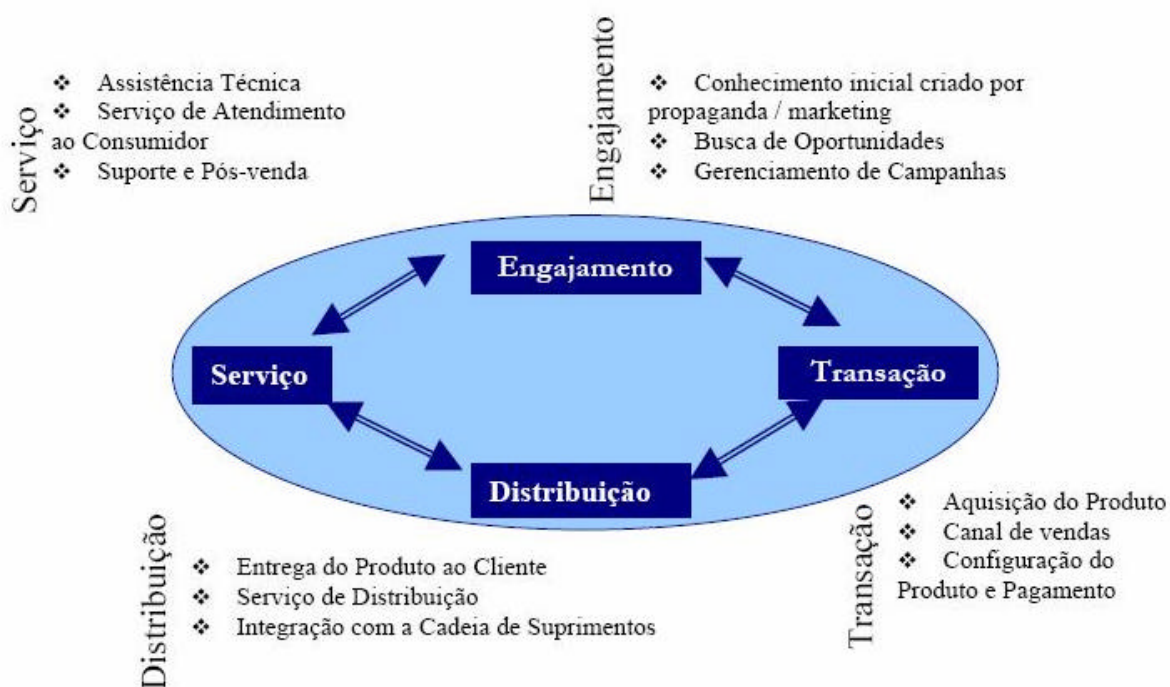 Serviço
❖ Assistência Técnica
❖ Serviço de Atendimento
ao Consumidor
❖ Suporte e Pós-venda
Engajamento
❖ Conhecimento inicial criado por
propaganda / marketing
❖ Busca de Oportunidades
❖ Gerenciamento de Campanhas
Engajamento
Serviço
Transação
Distribuição
Distribuição
❖ Entrega do Produto ao Cliente
❖ Serviço de Distribuição
❖ Integração com a Cadeia de Suprimentos
Transação
❖ Aquisição do Produto
❖ Canal de vendas
❖ Configuração do
Produto e Pagamento